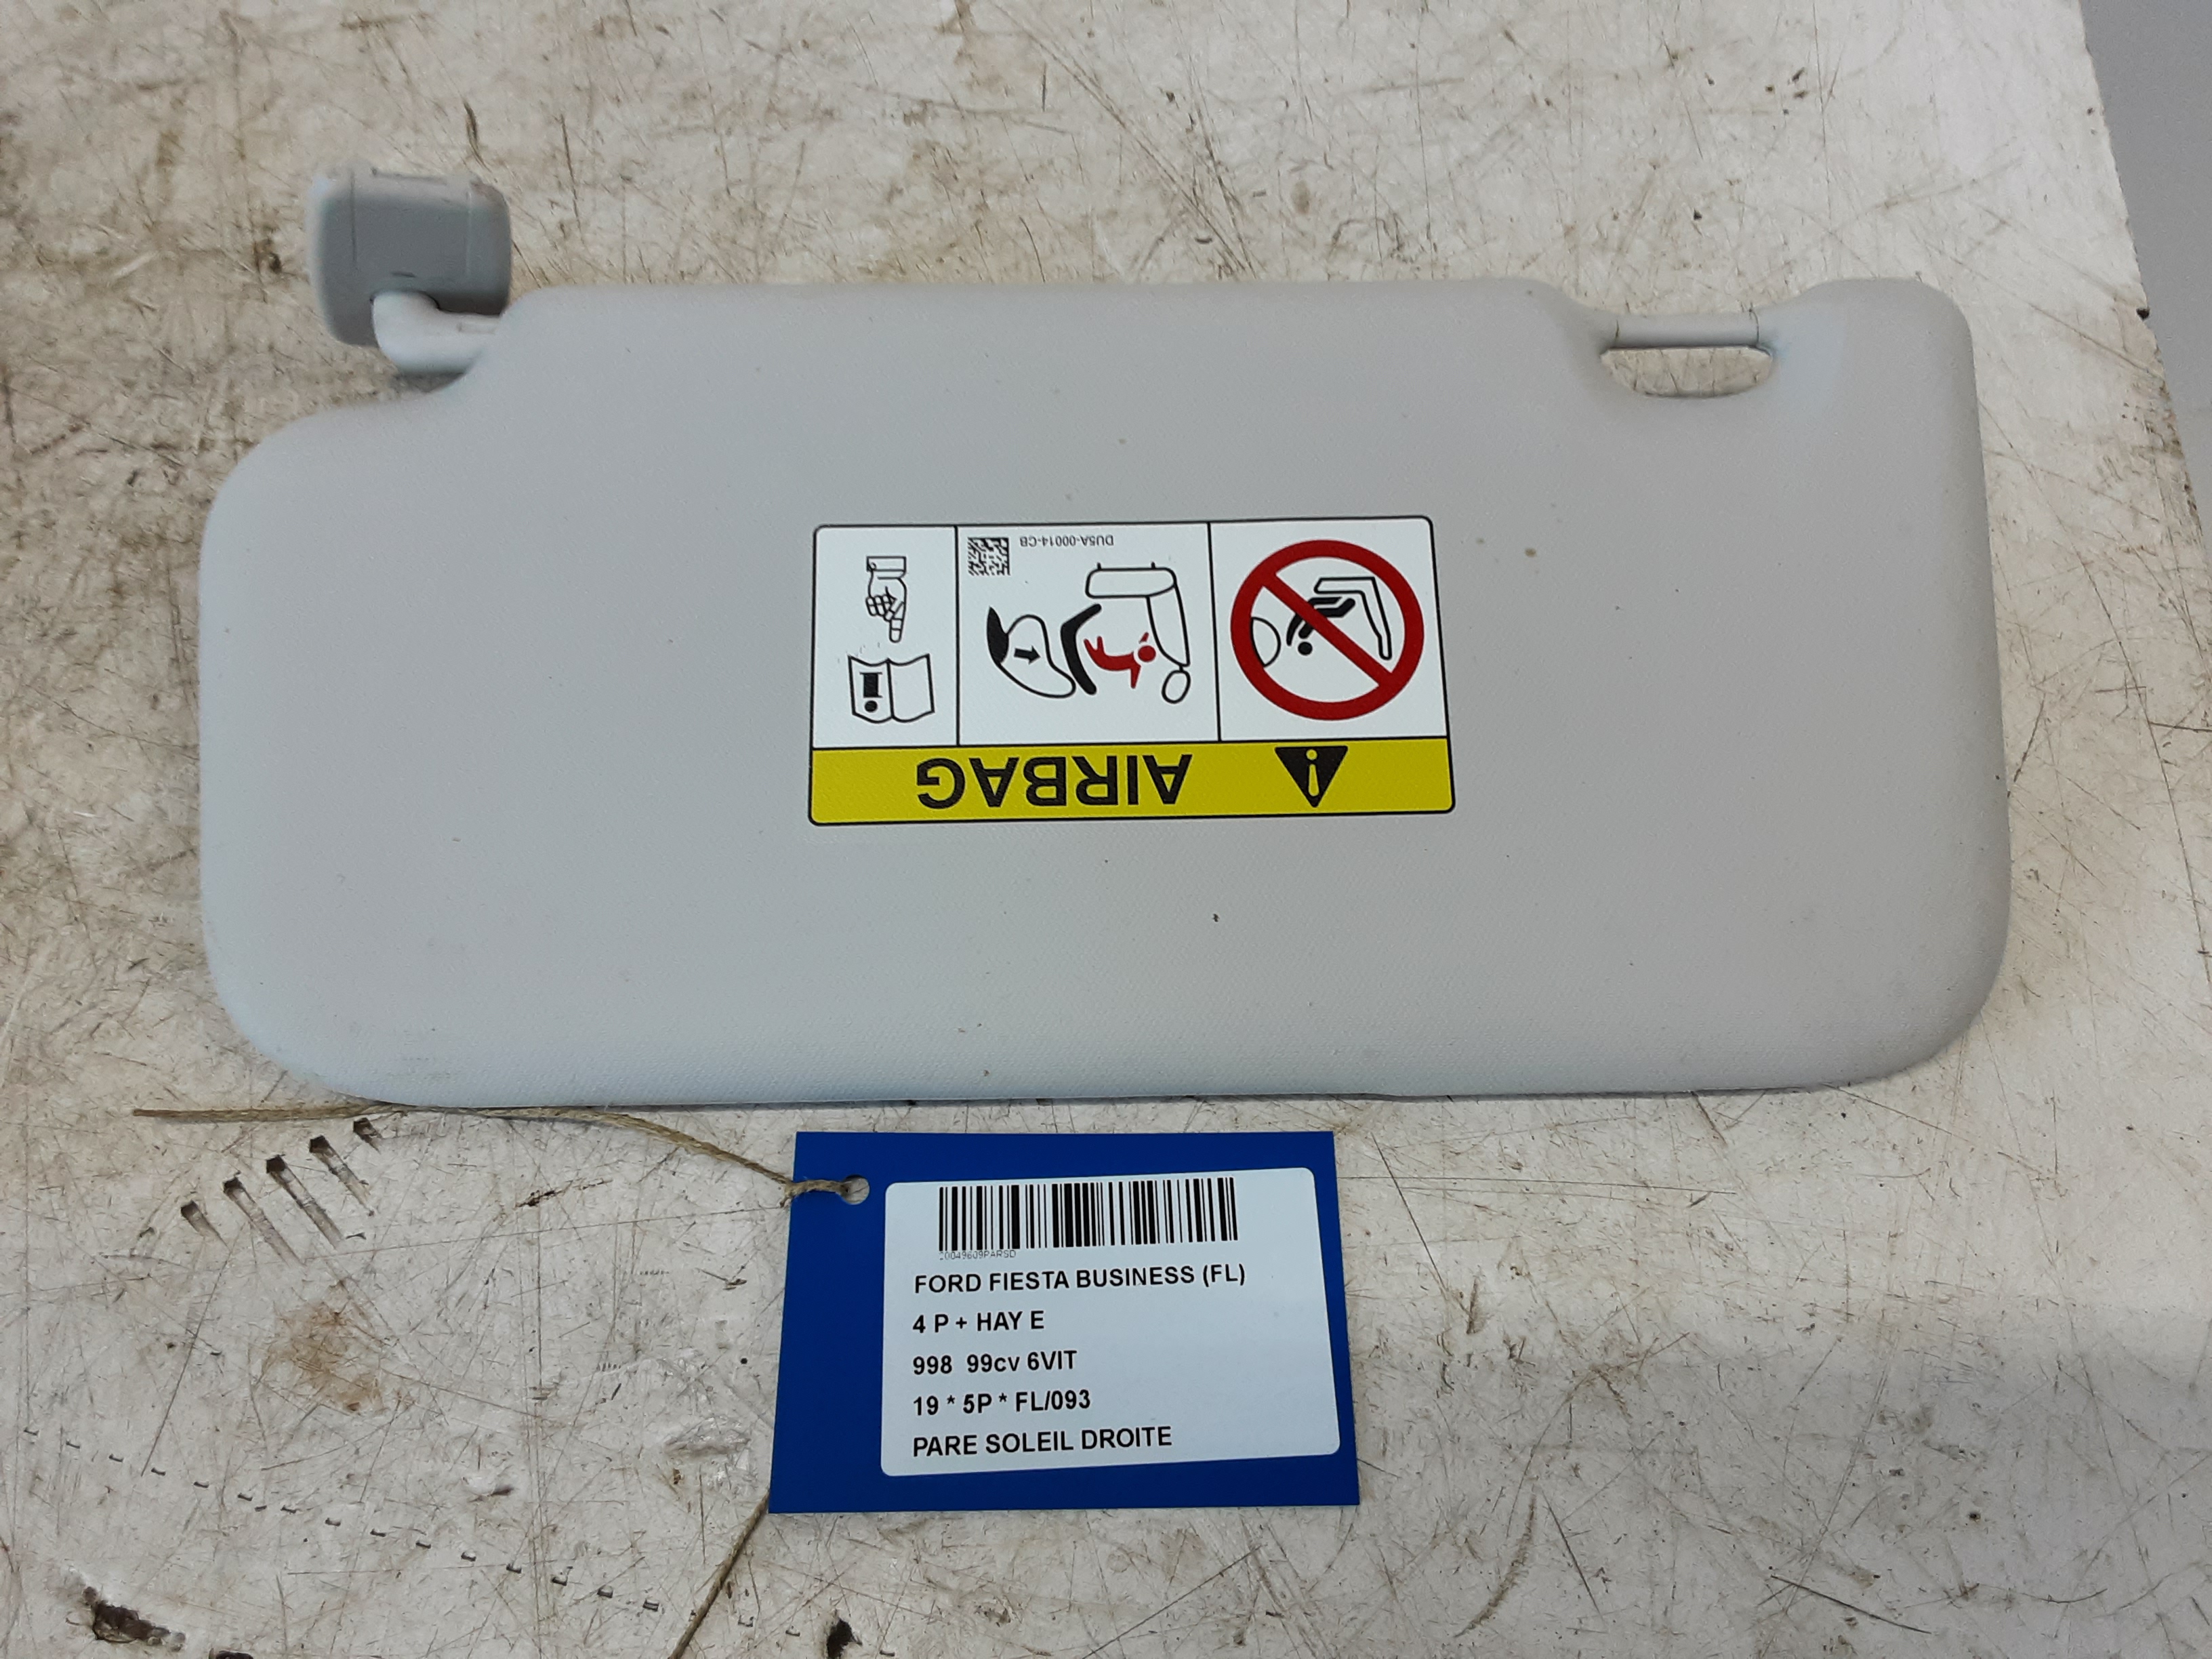 DU5A-00014-CB
AIRBAG
20049609PARSD
FORD FIESTA BUSINESS (FL)
4 P + HAY E
998 99cv 6VIT
19 * 5P * FL/093
PARE SOLEIL DROITE